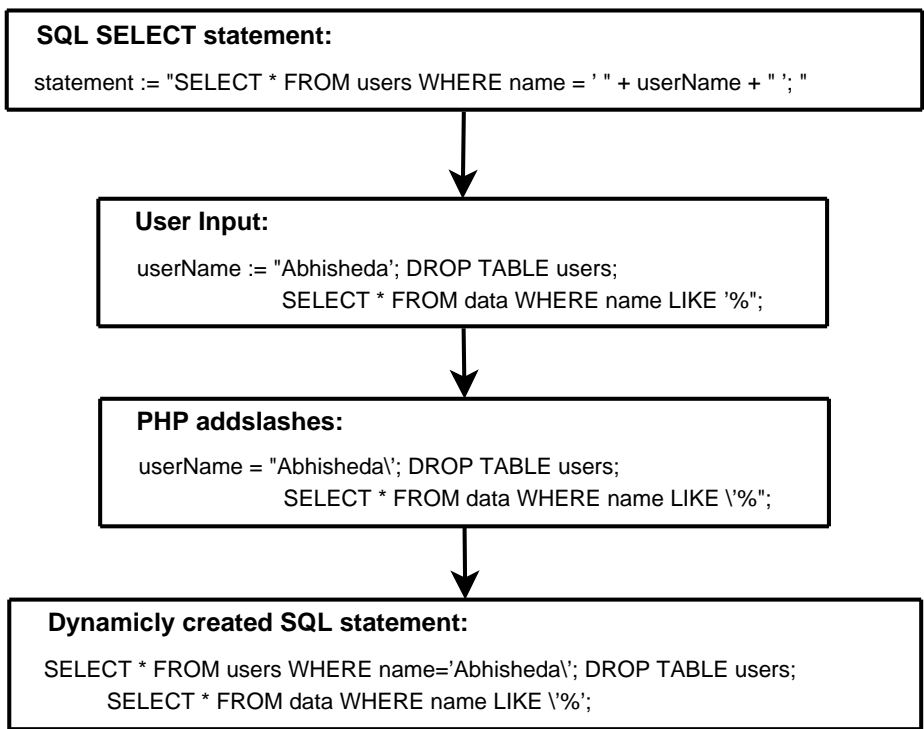 SQL SELECT statement:
statement := "SELECT * FROM users WHERE name = ' " + userName + " ’; "
User Input:
userName := "Abhisheda’; DROP TABLE users;
SELECT * FROM data WHERE name LIKE ’%";
PHP addslashes:
userName = "Abhisheda\’; DROP TABLE users;
SELECT * FROM data WHERE name LIKE \’%";
Dynamicly created SQL statement:
SELECT * FROM users WHERE name=’Abhisheda\’; DROP TABLE users;
SELECT * FROM data WHERE name LIKE \’%’;